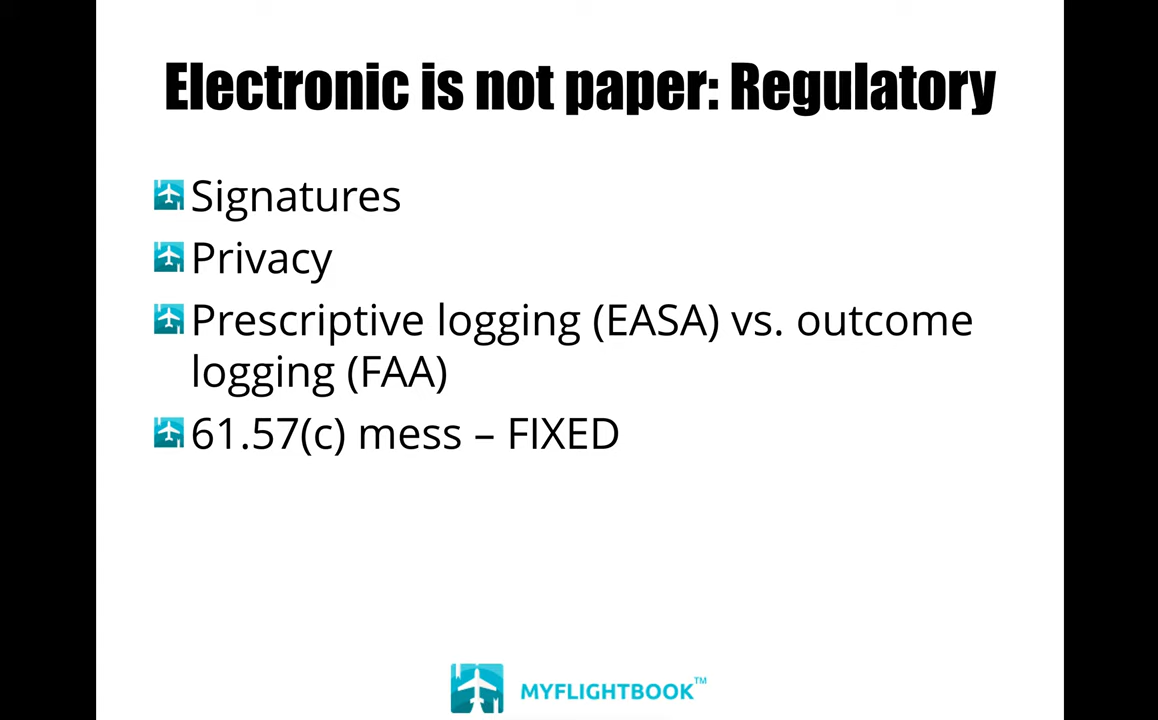 Electronic is not paper: Regulatory
Signatures
Privacy
Prescriptive logging (EASA) vs. outcome
logging (FAA)
61.57(c) mess – FIXED
MYFLIGHTBOOK™